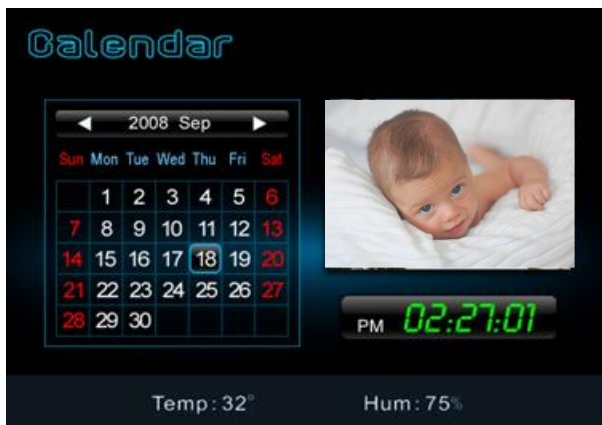 Calendar
2008 Sep
Sun Mon Tue Wed Thu Fri Sat
1 2 3 4 5 6
7 8 9 10 11 12 13
14 15 16 17 18 19 20
21 22 23 24 25 26 27
28 29 30
PM 02:27:01
Temp: 32° Hum: 75%